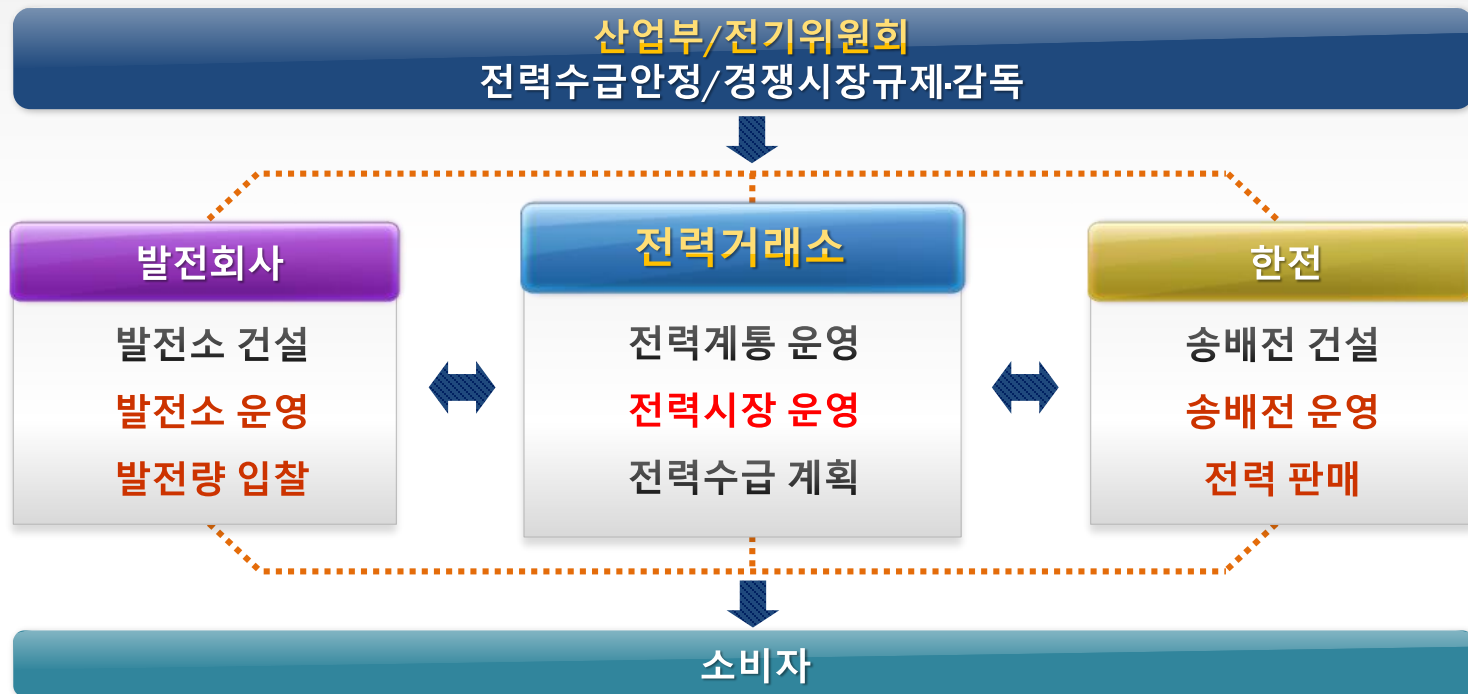 산업부/전기위원회
전력수급안정/경쟁시장규제·감독
발전회사
발전소 건설
발전소 운영
발전량 입찰
전력거래소
전력계통 운영
전력시장 운영
전력수급 계획
한전
송배전 건설
송배전 운영
전력 판매
소비자